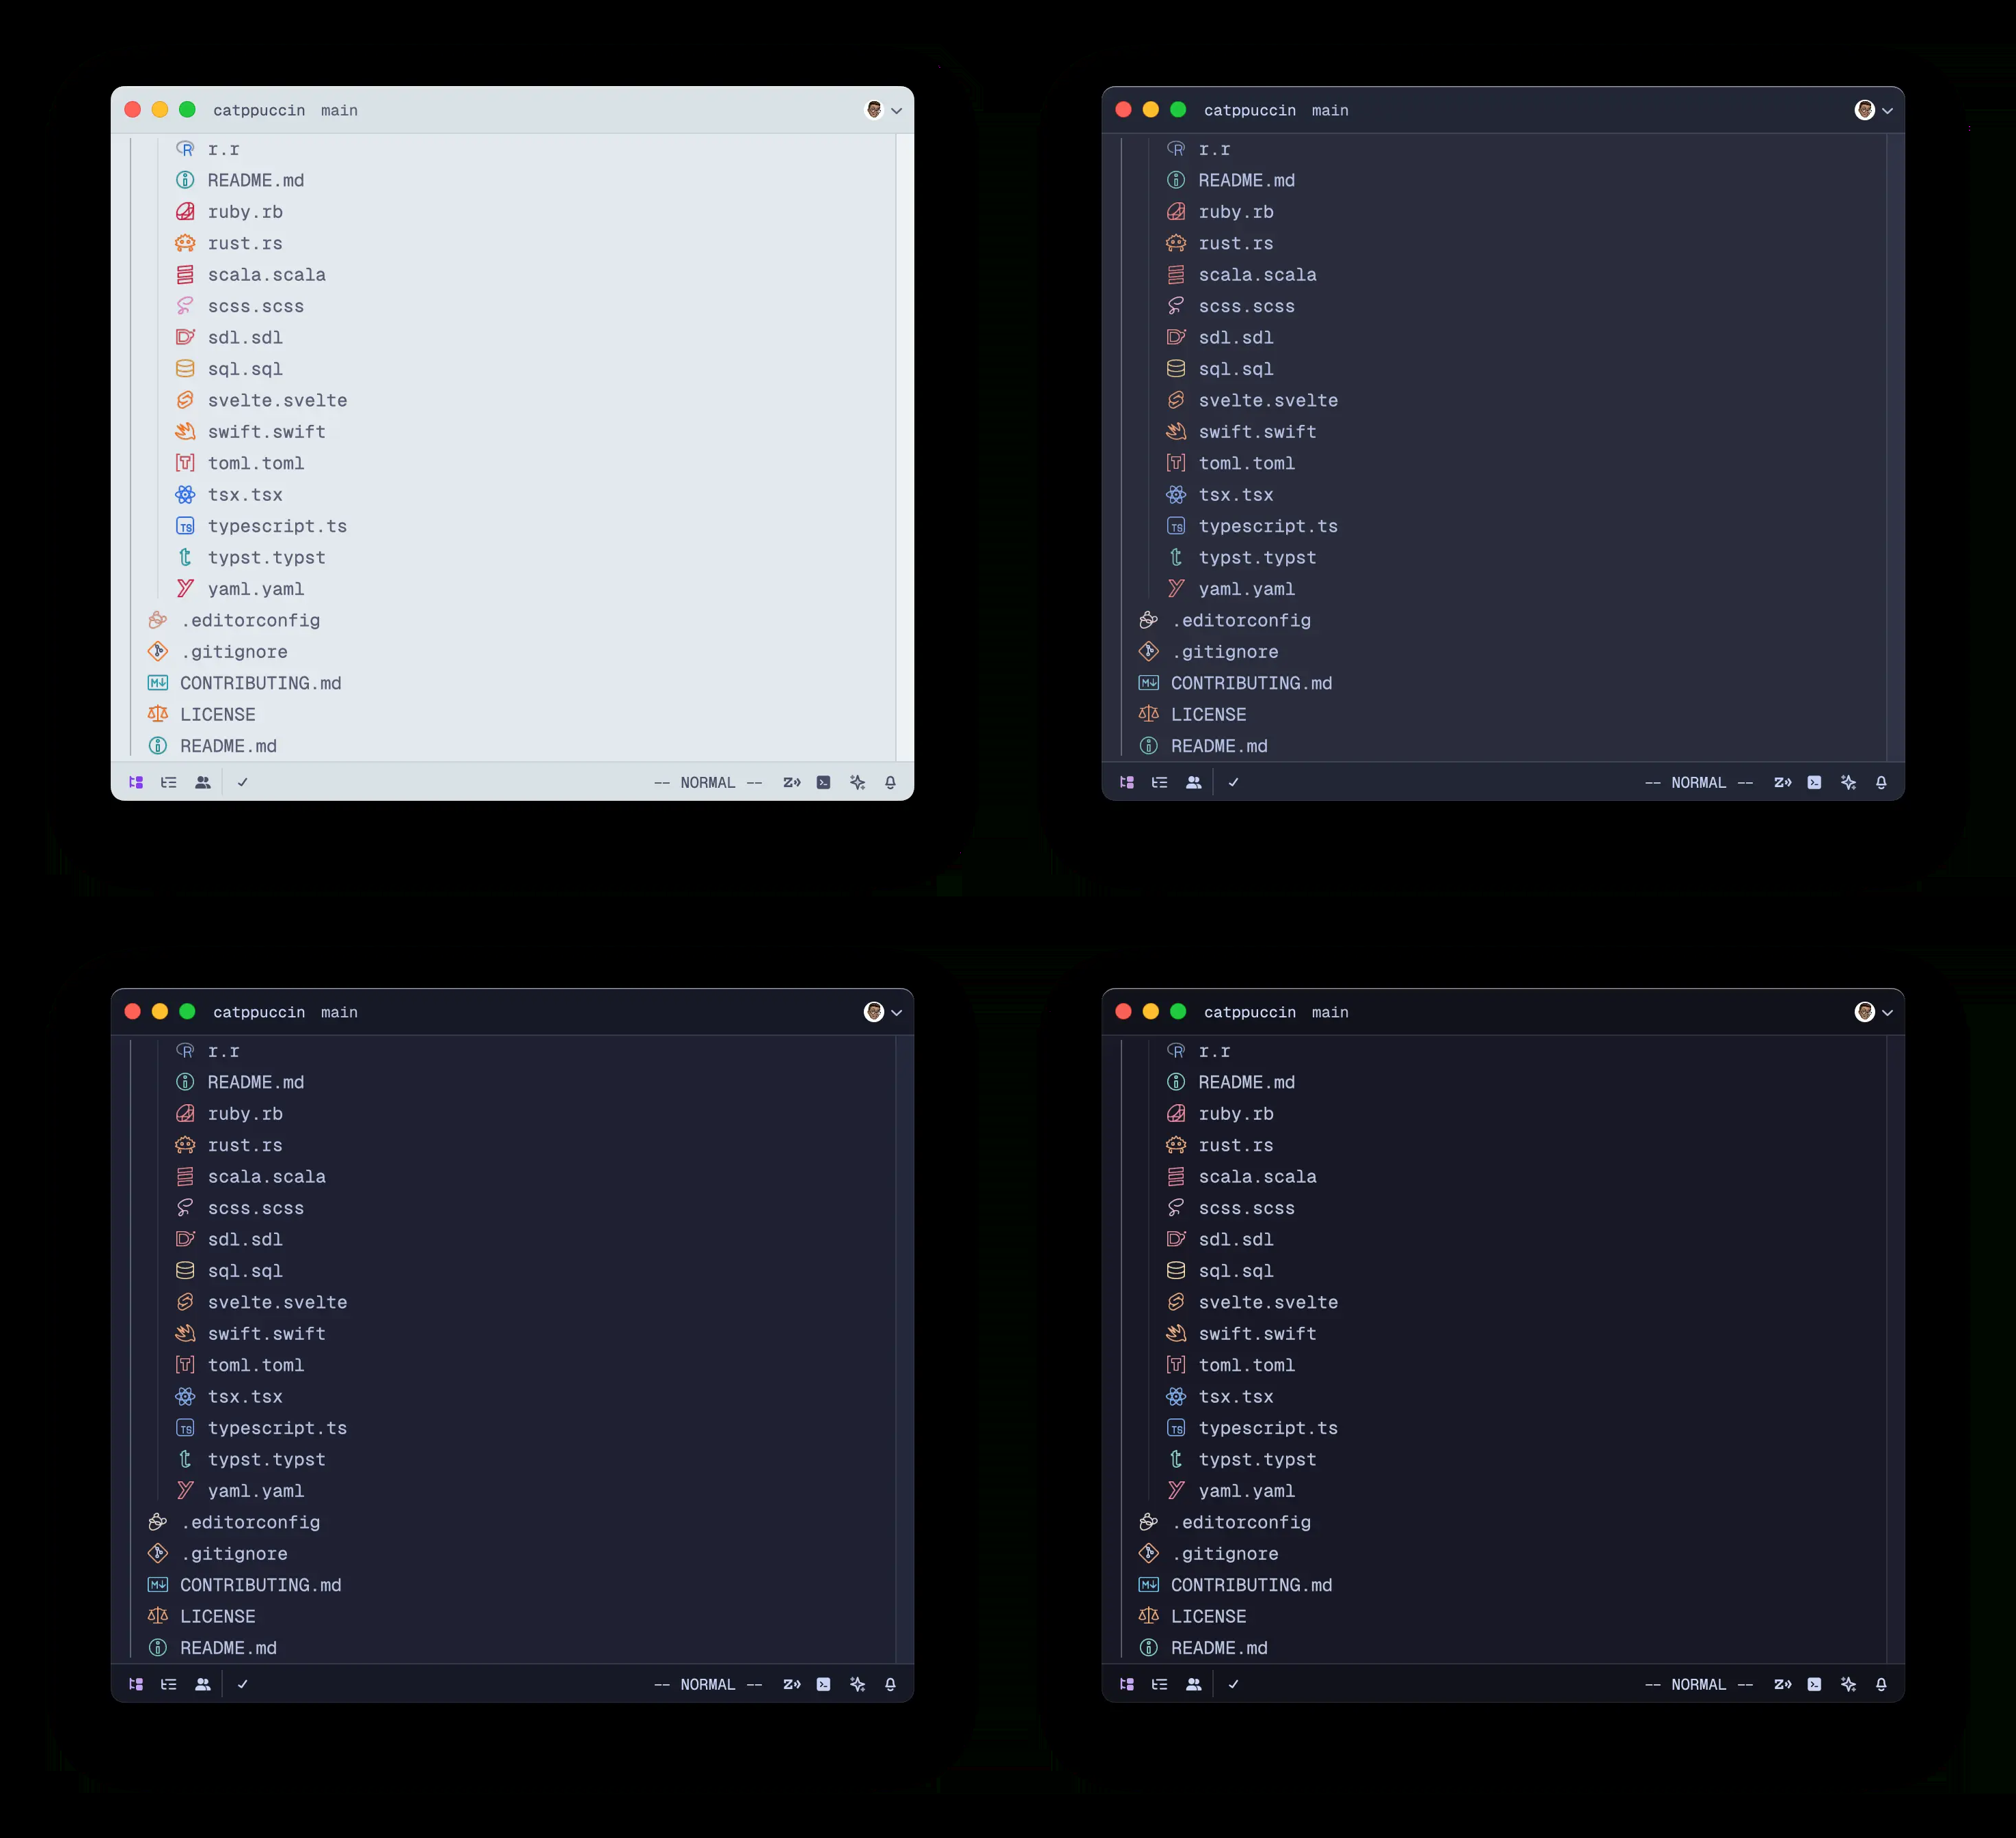 catppuccin main
r.r
README.md
ruby.rb
rust.rs
scala.scala
scss.scss
sdl.sdl
sql.sql
svelte.svelte
swift.swift
toml.toml
tsx.tsx
typescript.ts
typst.typst
yaml.yaml
.editorconfig
.gitignore
CONTRIBUTING.md
LICENSE
README.md
-- NORMAL --
catppuccin main
r.r
README.md
ruby.rb
rust.rs
scala.scala
scss.scss
sdl.sdl
sql.sql
svelte.svelte
swift.swift
toml.toml
tsx.tsx
typescript.ts
typst.typst
yaml.yaml
.editorconfig
.gitignore
CONTRIBUTING.md
LICENSE
README.md
-- NORMAL --
catppuccin main
r.r
README.md
ruby.rb
rust.rs
scala.scala
scss.scss
sdl.sdl
sql.sql
svelte.svelte
swift.swift
toml.toml
tsx.tsx
typescript.ts
typst.typst
yaml.yaml
.editorconfig
.gitignore
CONTRIBUTING.md
LICENSE
README.md
-- NORMAL --
catppuccin main
r.r
README.md
ruby.rb
rust.rs
scala.scala
scss.scss
sdl.sdl
sql.sql
svelte.svelte
swift.swift
toml.toml
tsx.tsx
typescript.ts
typst.typst
yaml.yaml
.editorconfig
.gitignore
CONTRIBUTING.md
LICENSE
README.md
-- NORMAL --